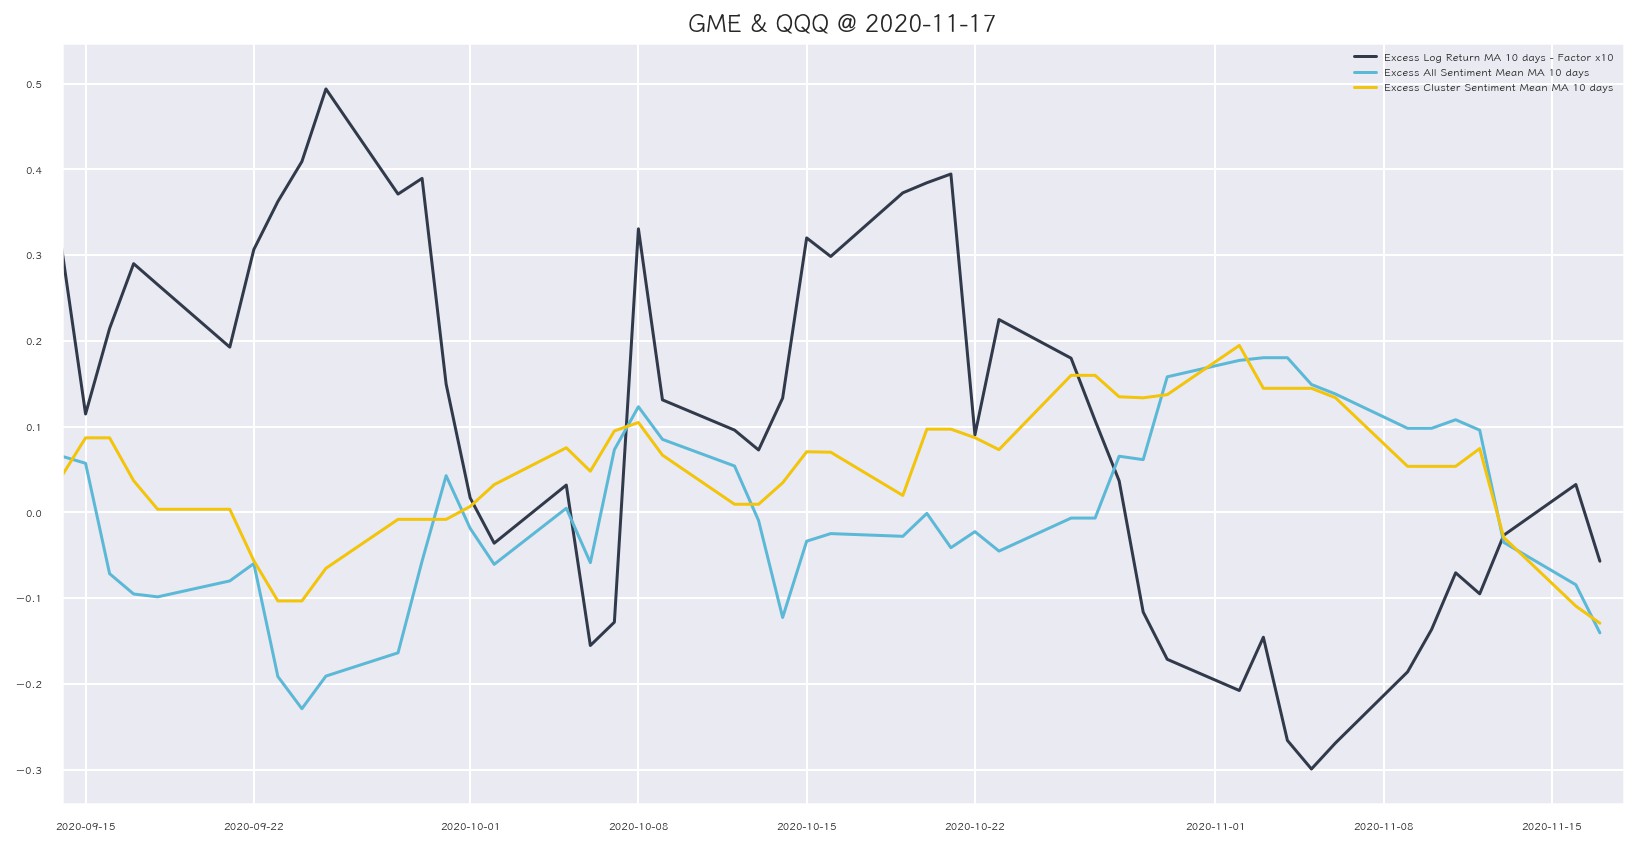 GME & QQQ @ 2020-11-17
Excess Log Return MA 10 days - Factor x10
Excess All Sentiment Mean MA 10 days
Excess Cluster Sentiment Mean MA 10 days
0.5
0.4
0.3
0.2
0.1
0.0
−0.1
−0.2
−0.3
2020-09-15 2020-09-22 2020-10-01 2020-10-08 2020-10-15 2020-10-22 2020-11-01 2020-11-08 2020-11-15